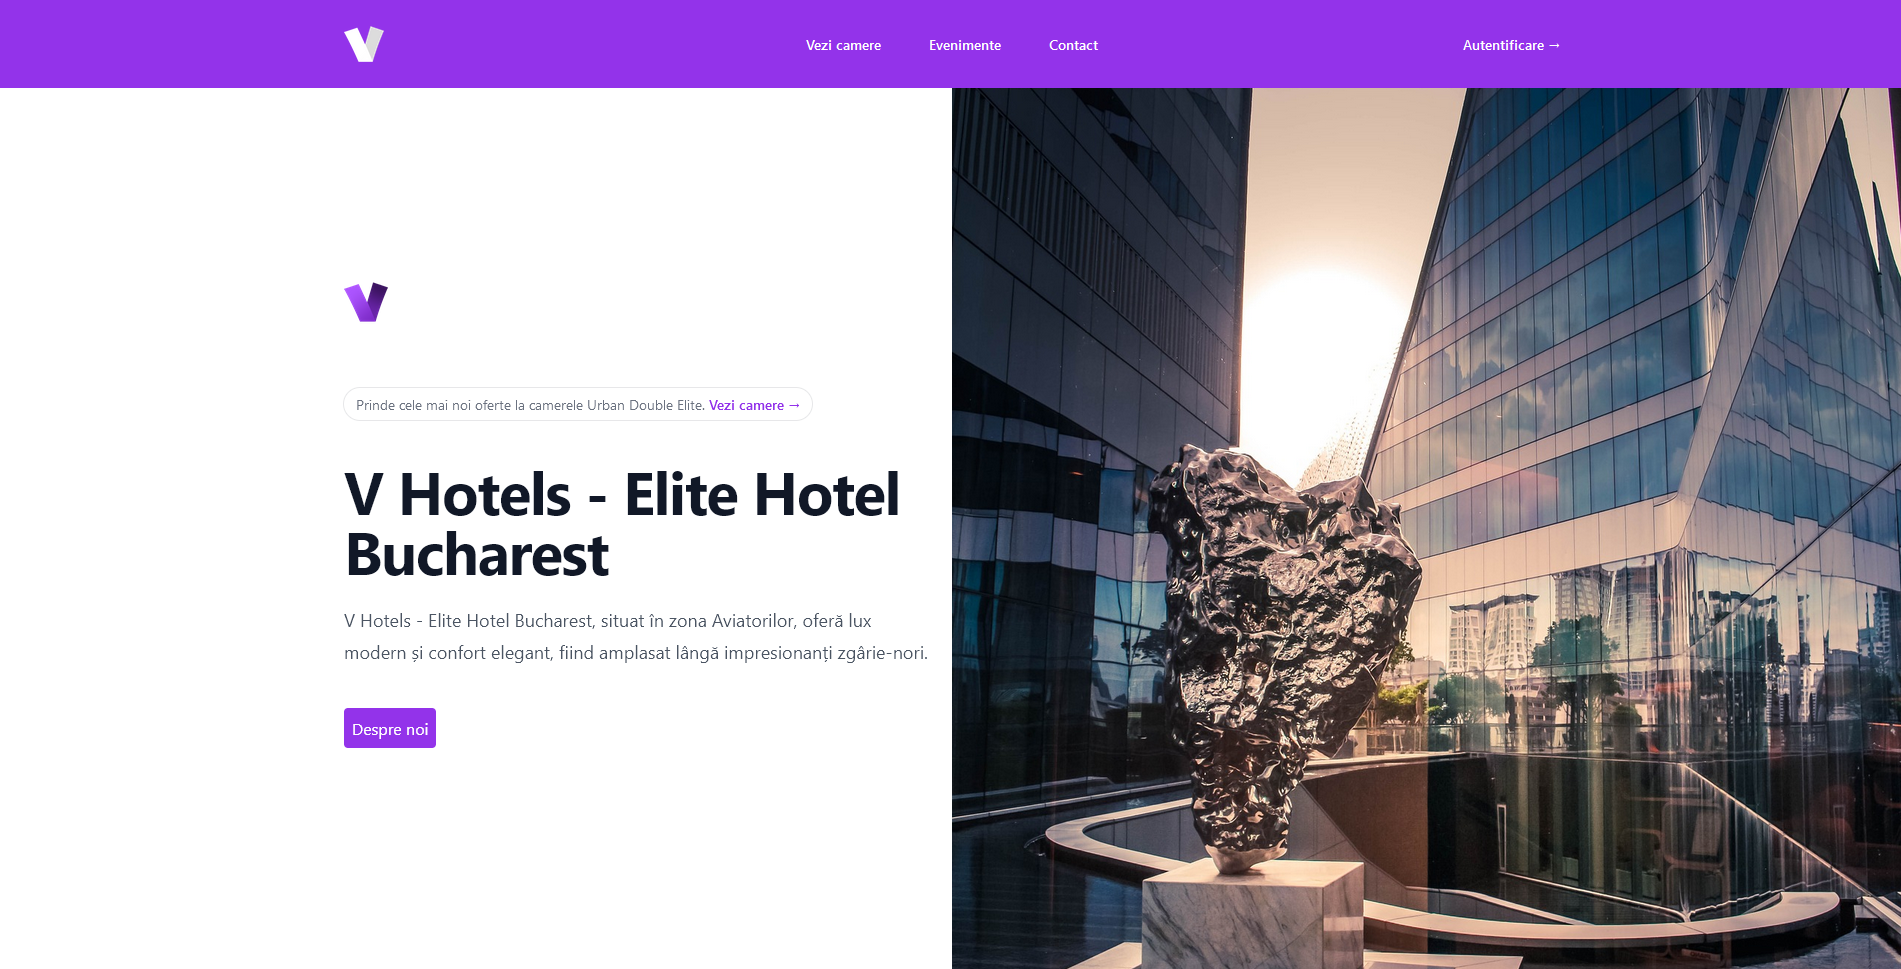 Vezi camere
Evenimente
Contact
Autentificare →
Prinde cele mai noi oferte la camerele Urban Double Elite. Vezi camere →
V Hotels - Elite Hotel
Bucharest
V Hotels - Elite Hotel Bucharest, situat în zona Aviatorilor, oferă lux
modern și confort elegant, fiind amplasat lângă impresionanți zgârie-nori.
Despre noi